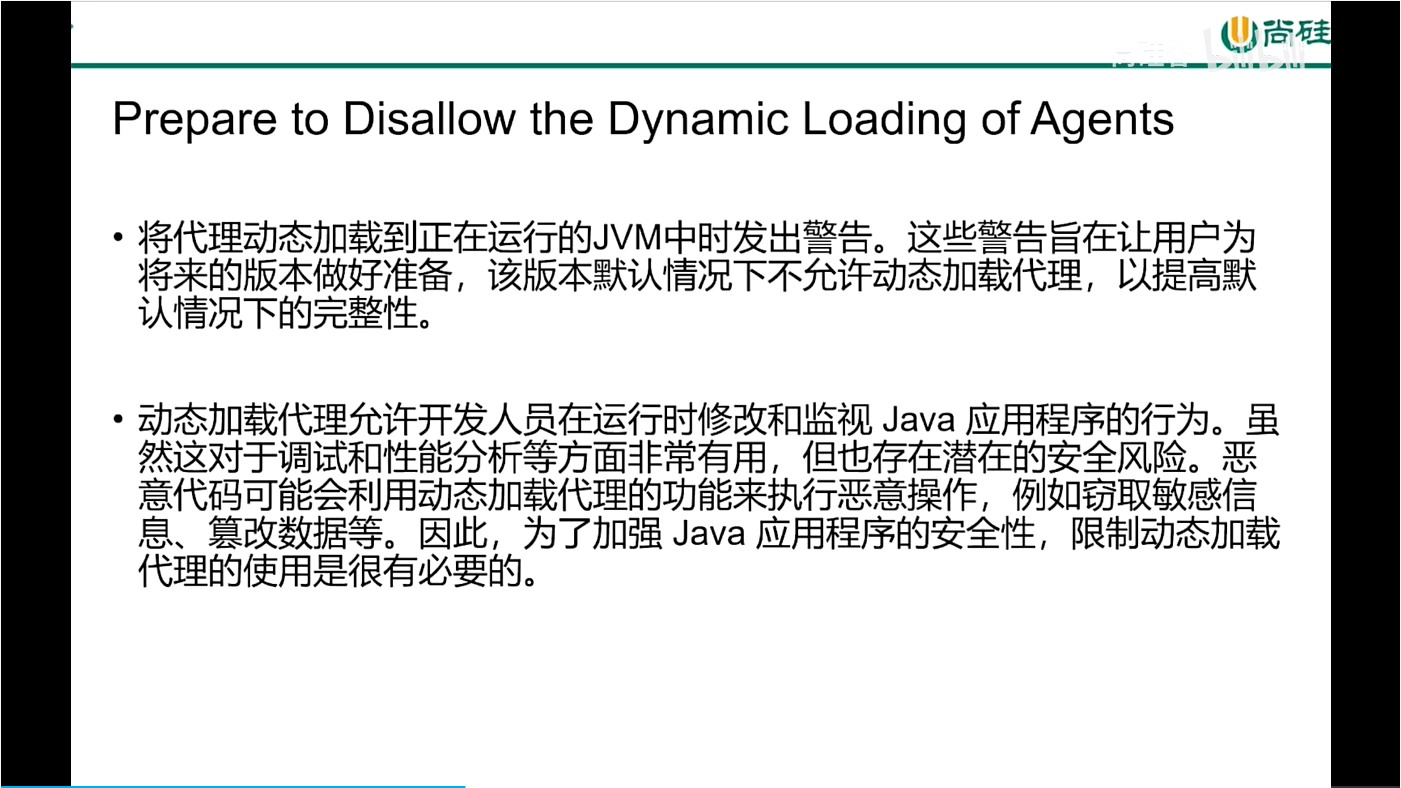 尚硅
bilibili
Prepare to Disallow the Dynamic Loading of Agents
• 将代理动态加载到正在运行的JVM中时发出警告。这些警告旨在让用户为
将来的版本做好准备，该版本默认情况下不允许动态加载代理，以提高默
认情况下的完整性。
• 动态加载代理允许开发人员在运行时修改和监视 Java 应用程序的行为。虽
然这对于调试和性能分析等方面非常有用，但也存在潜在的安全风险。恶
意代码可能会利用动态加载代理的功能来执行恶意操作，例如窃取敏感信
息、篡改数据等。因此，为了加强 Java 应用程序的安全性，限制动态加载
代理的使用是很有必要的。